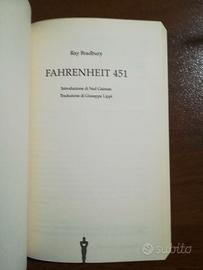 Ray Bradbury
FAHRENHEIT 451
Introduzione di Neil Gaiman
Traduzione di Giuseppe Lippi
subito